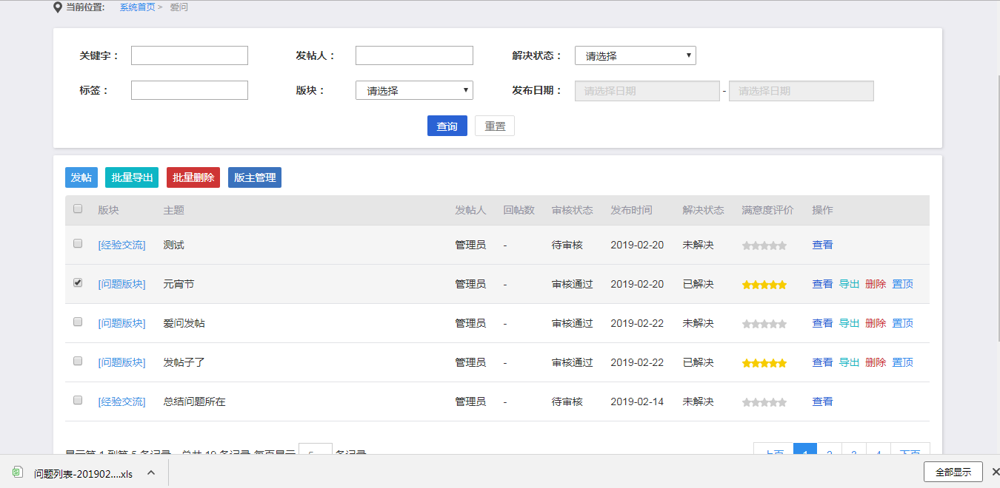 当前位置: 系统首页 > 爱问
关键字： 发帖人： 解决状态： 请选择
标签： 版块： 请选择 发布日期： 请选择日期 - 请选择日期
查询 重置
发帖 批量导出 批量删除 版主管理
版块 主题 发帖人 回帖数 审核状态 发布时间 解决状态 满意度评价 操作
[经验交流] 测试 管理员 - 待审核 2019-02-20 未解决 查看
[问题版块] 元宵节 管理员 - 审核通过 2019-02-20 已解决 查看 导出 删除 置顶
[问题版块] 爱问发帖 管理员 - 审核通过 2019-02-22 未解决 查看 导出 删除 置顶
[问题版块] 发帖子了 管理员 - 审核通过 2019-02-22 已解决 查看 导出 删除 置顶
[经验交流] 总结问题所在 管理员 - 待审核 2019-02-14 未解决 查看
显示第 1 到第 5 条记录，总共 19 条记录 每页显示 5 条记录 上页 1 2 3 4 下页
问题列表-201902....xls 全部显示